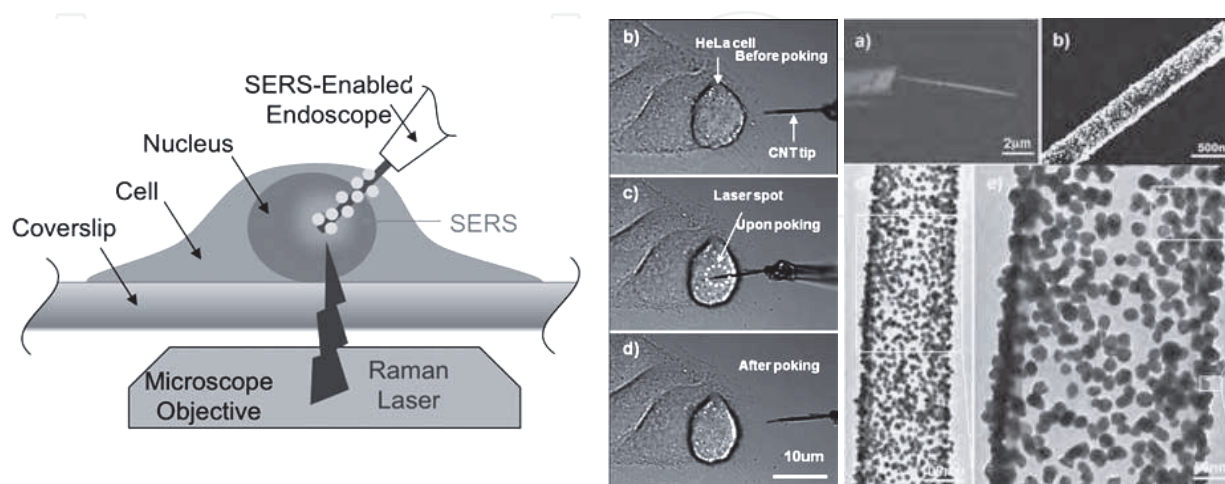 SERS-Enabled
Endoscope
Nucleus
Cell
Coverslip
SERS
Microscope
Objective
Raman
Laser
b)
HeLa cell
Before poking
CNT tip
c)
Laser spot
Upon poking
d)
After poking
10um
a)
2μm
b)
e)